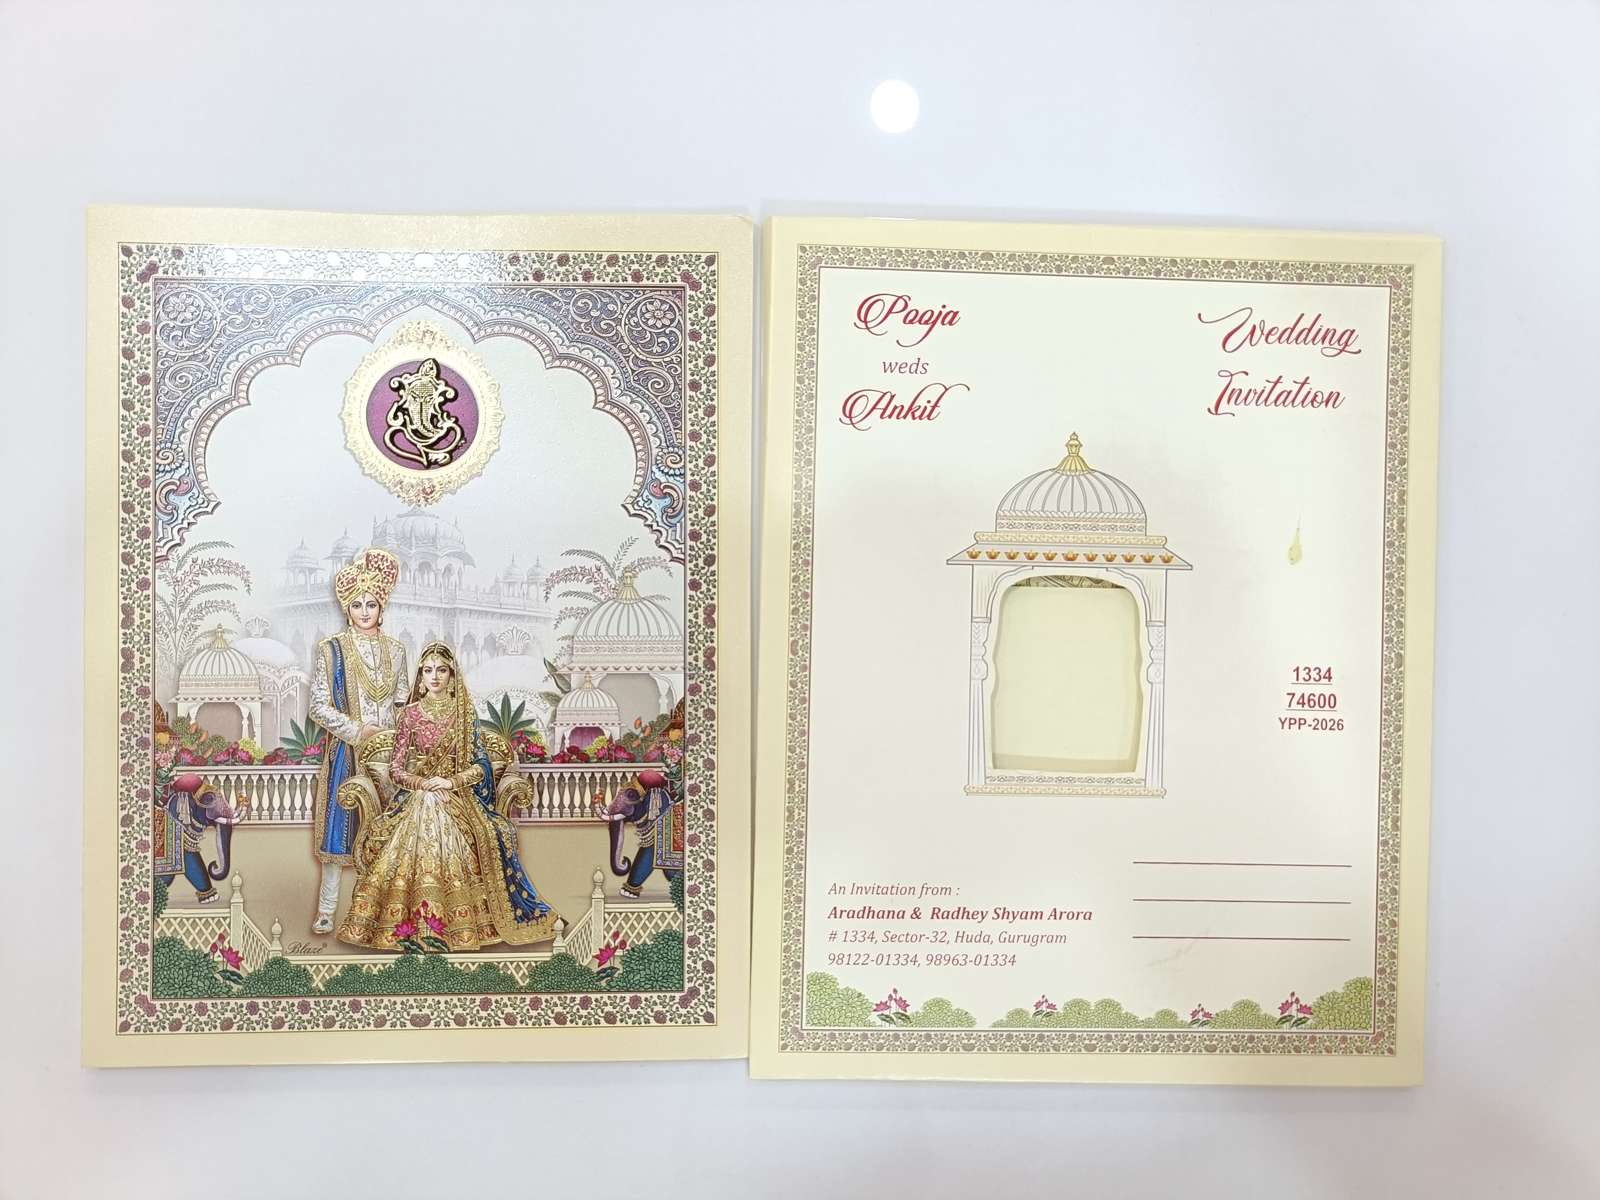 Blaze®
Pooja
weds
Ankit
Wedding
Invitation
1334
74600
YPP-2026
An Invitation from :
Aradhana & Radhey Shyam Arora
# 1334, Sector-32, Huda, Gurugram
98122-01334, 98963-01334